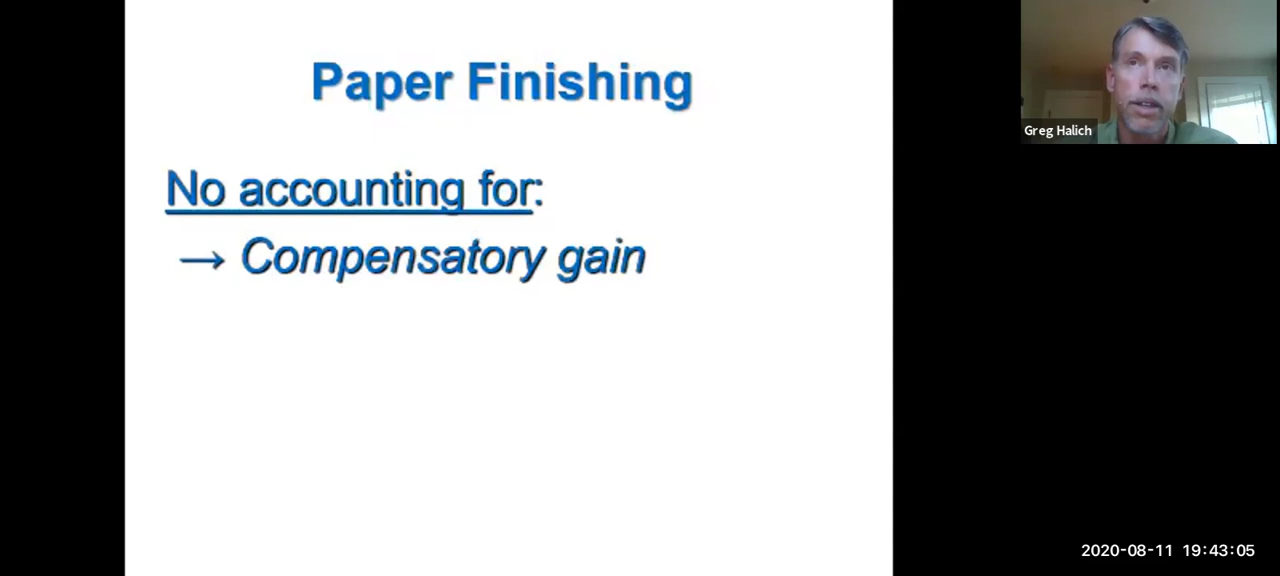 Paper Finishing
No accounting for:
→ Compensatory gain
Greg Halich
2020-08-11 19:43:05